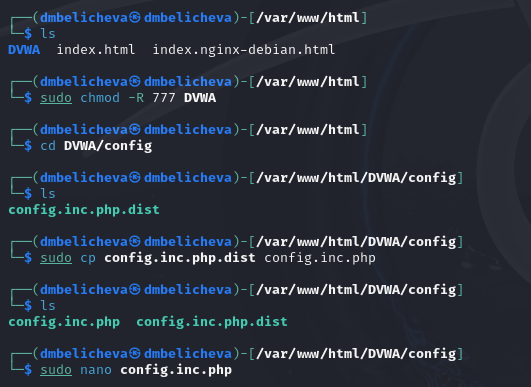 ┌──(dmbelicheva㉿dmbelicheva)-[/var/www/html]
└─$ ls
DVWA  index.html  index.nginx-debian.html
┌──(dmbelicheva㉿dmbelicheva)-[/var/www/html]
└─$ sudo chmod -R 777 DVWA
┌──(dmbelicheva㉿dmbelicheva)-[/var/www/html]
└─$ cd DVWA/config
┌──(dmbelicheva㉿dmbelicheva)-[/var/www/html/DVWA/config]
└─$ ls
config.inc.php.dist
┌──(dmbelicheva㉿dmbelicheva)-[/var/www/html/DVWA/config]
└─$ sudo cp config.inc.php.dist config.inc.php
┌──(dmbelicheva㉿dmbelicheva)-[/var/www/html/DVWA/config]
└─$ ls
config.inc.php  config.inc.php.dist
┌──(dmbelicheva㉿dmbelicheva)-[/var/www/html/DVWA/config]
└─$ sudo nano config.inc.php